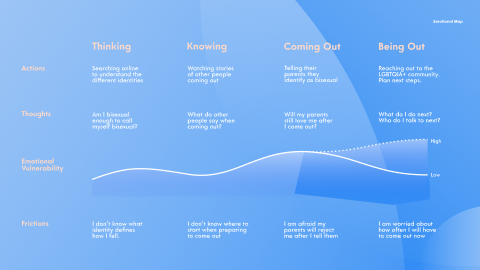 Emotional Map
Thinking
Knowing
Coming Out
Being Out
Actions
Searching online
to understand the
different identities
Watching stories
of other people
coming out
Telling their
parents they
identify as bisexual
Reaching out to the
LGBTQIA+ community.
Plan next steps.
Thoughts
Am I bisexual
enough to call
myself bisexual?
What do other
people say when
coming out?
Will my parents
still love me after
I come out?
What do I do next?
Who do I talk to next?
Emotional
Vulnerability
High
Low
Frictions
I don't know what
identity defines
how I fell.
I don't know where to
start when preparing
to come out
I am afraid my
parents will reject
me after I tell them
I am worried about
how often I will have
to come out now